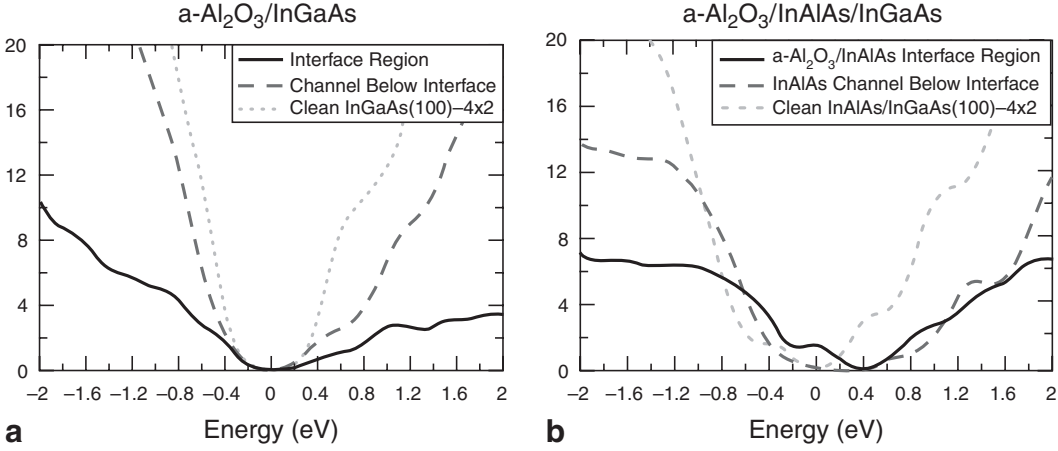 a-Al2O3/InGaAs
20
16
12
8
4
0
Interface Region
Channel Below Interface
Clean InGaAs(100)–4x2
–2 –1.6 –1.2 –0.8 –0.4 0 0.4 0.8 1.2 1.6 2
Energy (eV)
a
a-Al2O3/InAlAs/InGaAs
20
16
12
8
4
0
a-Al2O3/InAlAs Interface Region
InAlAs Channel Below Interface
Clean InAlAs/InGaAs(100)–4x2
–2 –1.6 –1.2 –0.8 –0.4 0 0.4 0.8 1.2 1.6 2
Energy (eV)
b